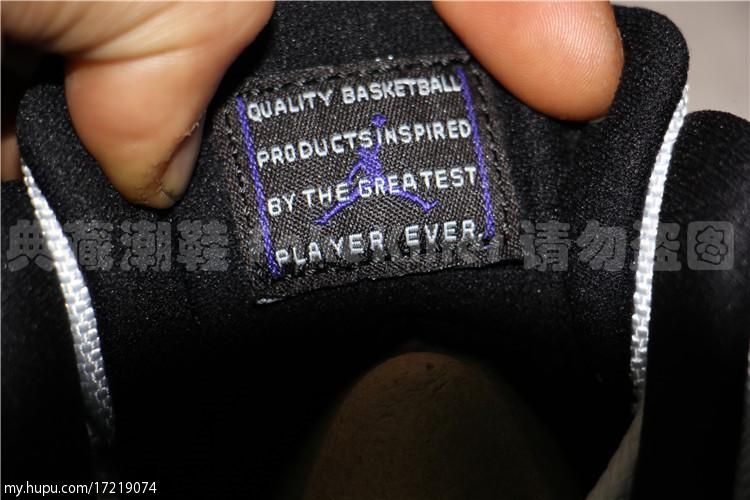 QUALITY BASKETBALL
PRODUCTS INSPIRED
BY THE GREATEST
PLAYER EVER.
典藏潮鞋 请勿盗图
my.hupu.com/17219074